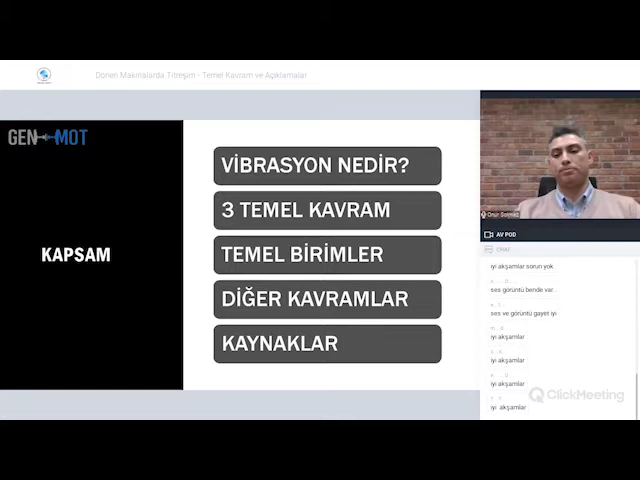 Dönen Makinalarda Titreşim - Temel Kavram ve Açıklamalar
GEN MOT
KAPSAM
VİBRASYON NEDİR?
3 TEMEL KAVRAM
TEMEL BİRİMLER
DİĞER KAVRAMLAR
KAYNAKLAR
Onur Solmaz
AV POD
CHAT
iyi akşamlar sorun yok
ses görüntü bende var..
ses ve görüntü gayet iyi
iyi akşamlar
iyi akşamlar
iyi akşamlar
iyi akşamlar
ClickMeeting